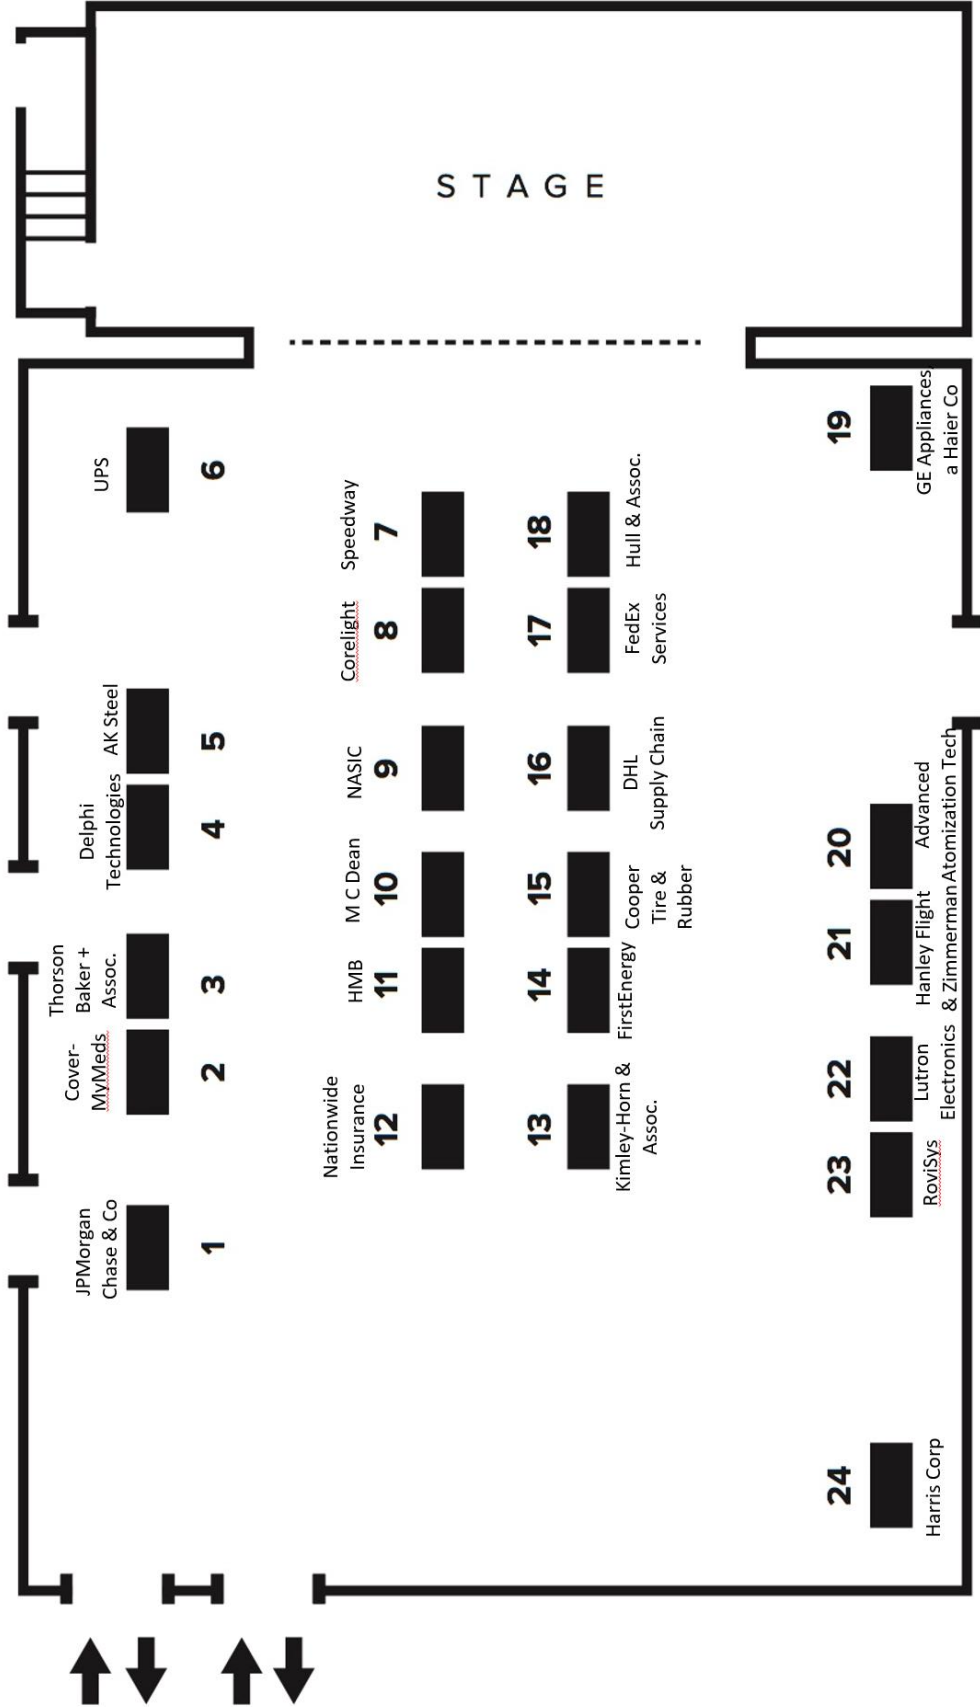 STAGE
JPMorgan
Chase & Co
1
Cover-
MyMeds
2
Thorson
Baker +
Assoc.
3
Delphi
Technologies
4
AK Steel
5
UPS
6
Speedway
7
Corelight
8
NASIC
9
M C Dean
10
HMB
11
Nationwide
Insurance
12
13
Kimley-Horn &
Assoc.
14
FirstEnergy
15
Cooper
Tire &
Rubber
16
DHL
Supply Chain
17
FedEx
Services
18
Hull & Assoc.
19
GE Appliances,
a Haier Co
20
Advanced
Atomization Tech
21
Hanley Flight
& Zimmerman
22
Lutron
Electronics
23
RoviSys
24
Harris Corp